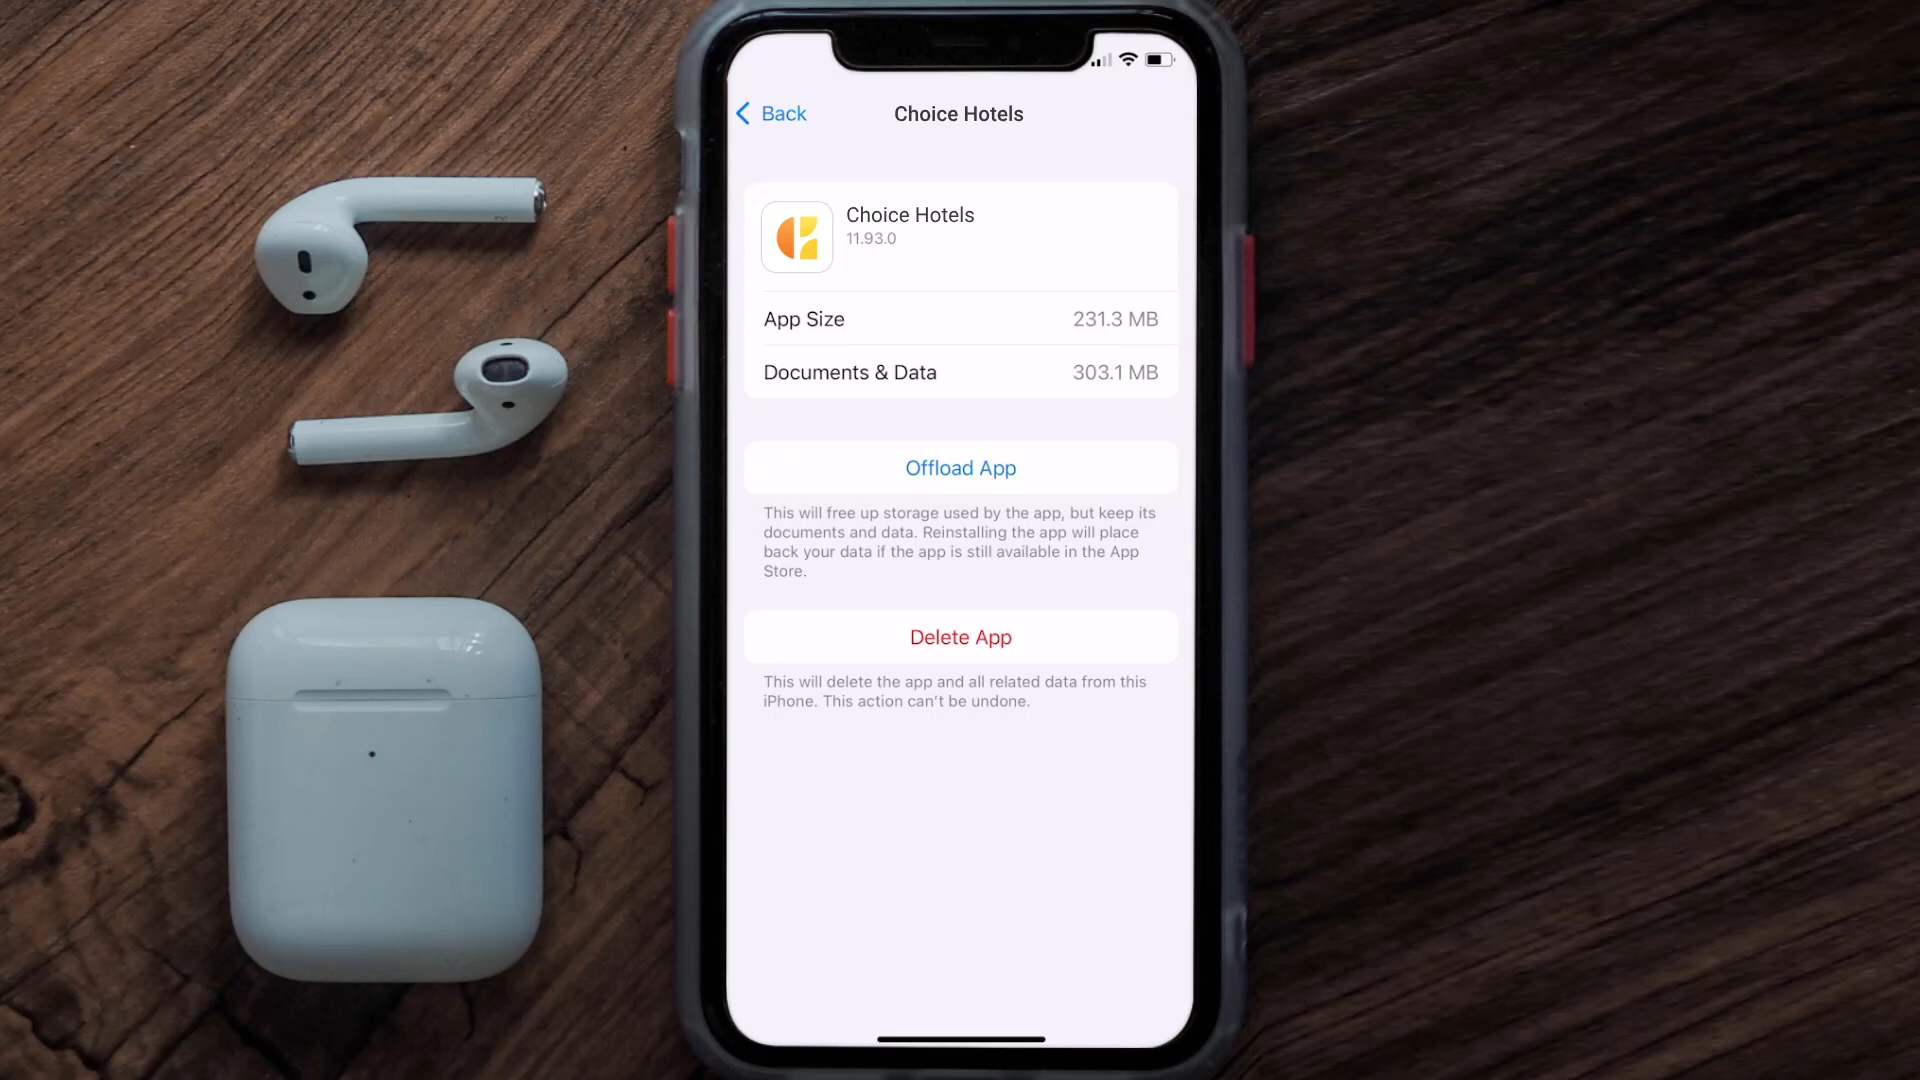 Back
Choice Hotels
Choice Hotels
11.93.0
App Size 231.3 MB
Documents & Data 303.1 MB
Offload App
This will free up storage used by the app, but keep its
documents and data. Reinstalling the app will place
back your data if the app is still available in the App
Store.
Delete App
This will delete the app and all related data from this
iPhone. This action can't be undone.